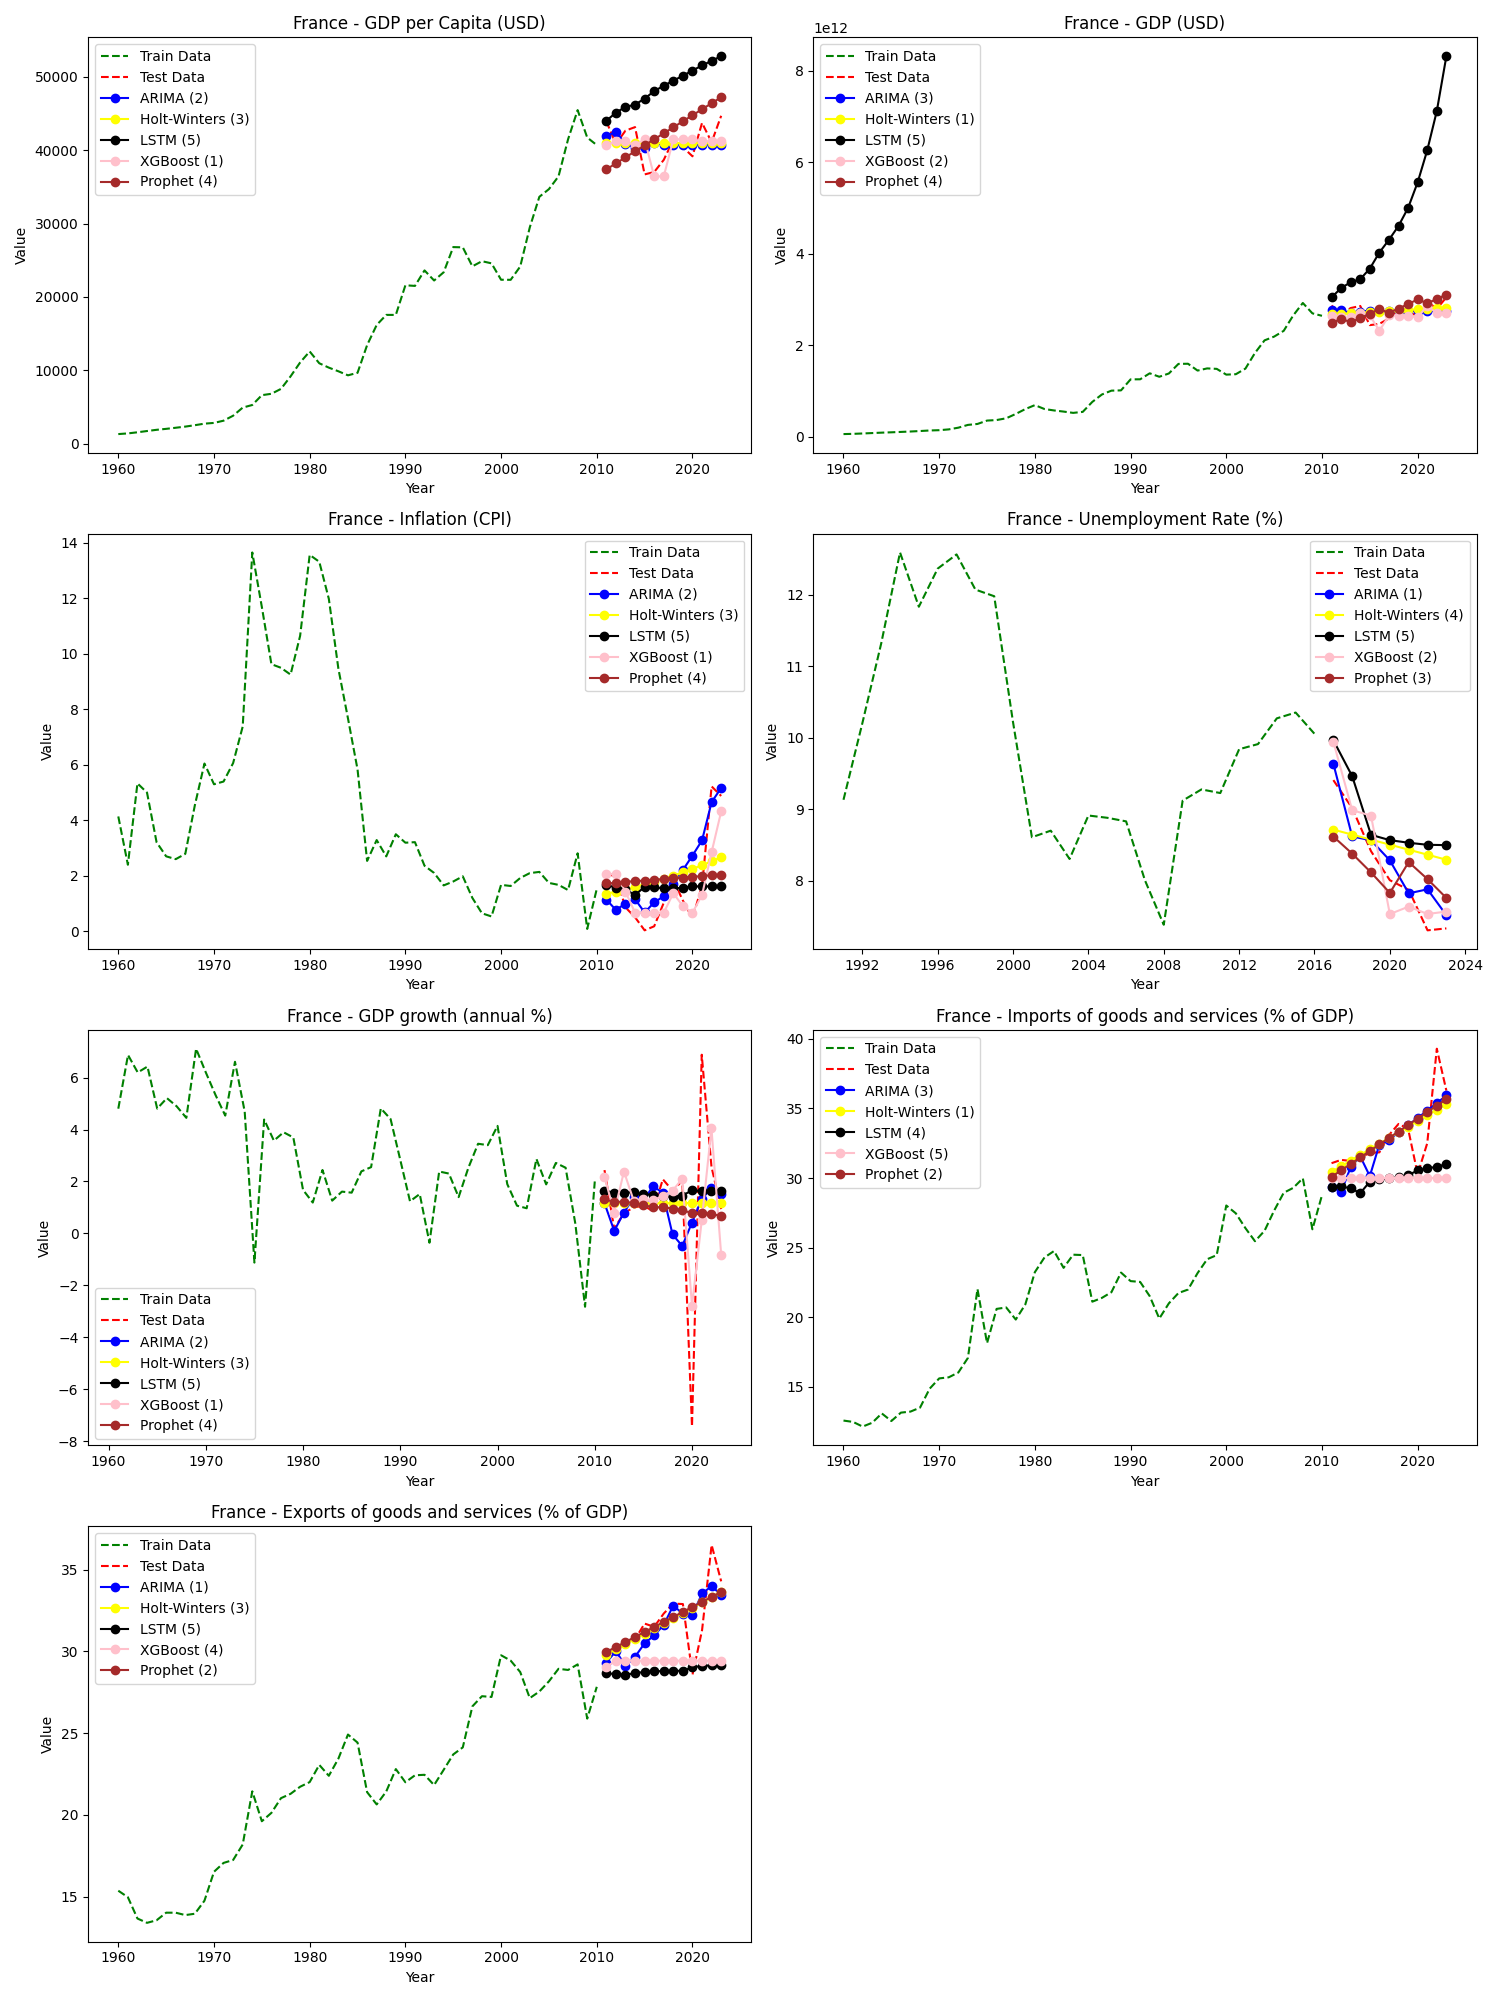 France - GDP per Capita (USD)
Train Data
Test Data
ARIMA (2)
Holt-Winters (3)
LSTM (5)
XGBoost (1)
Prophet (4)
50000
40000
30000
20000
10000
0
Value
1960 1970 1980 1990 2000 2010 2020
Year
France - GDP (USD)
1e12
Train Data
Test Data
ARIMA (3)
Holt-Winters (1)
LSTM (5)
XGBoost (2)
Prophet (4)
8
6
4
2
0
Value
1960 1970 1980 1990 2000 2010 2020
Year
France - Inflation (CPI)
Train Data
Test Data
ARIMA (2)
Holt-Winters (3)
LSTM (5)
XGBoost (1)
Prophet (4)
14
12
10
8
6
4
2
0
Value
1960 1970 1980 1990 2000 2010 2020
Year
France - Unemployment Rate (%)
Train Data
Test Data
ARIMA (1)
Holt-Winters (4)
LSTM (5)
XGBoost (2)
Prophet (3)
12
11
10
9
8
Value
1992 1996 2000 2004 2008 2012 2016 2020 2024
Year
France - GDP growth (annual %)
6
4
2
0
−2
−4
−6
−8
Value
Train Data
Test Data
ARIMA (2)
Holt-Winters (3)
LSTM (5)
XGBoost (1)
Prophet (4)
1960 1970 1980 1990 2000 2010 2020
Year
France - Imports of goods and services (% of GDP)
Train Data
Test Data
ARIMA (3)
Holt-Winters (1)
LSTM (4)
XGBoost (5)
Prophet (2)
40
35
30
25
20
15
Value
1960 1970 1980 1990 2000 2010 2020
Year
France - Exports of goods and services (% of GDP)
Train Data
Test Data
ARIMA (1)
Holt-Winters (3)
LSTM (5)
XGBoost (4)
Prophet (2)
35
30
25
20
15
Value
1960 1970 1980 1990 2000 2010 2020
Year